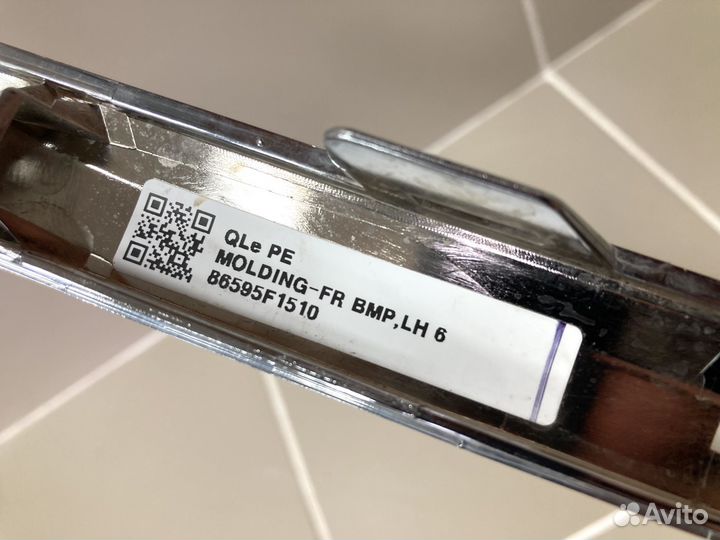 QLe PE
MOLDING-FR BMP,LH 6
86595F1510
Avito